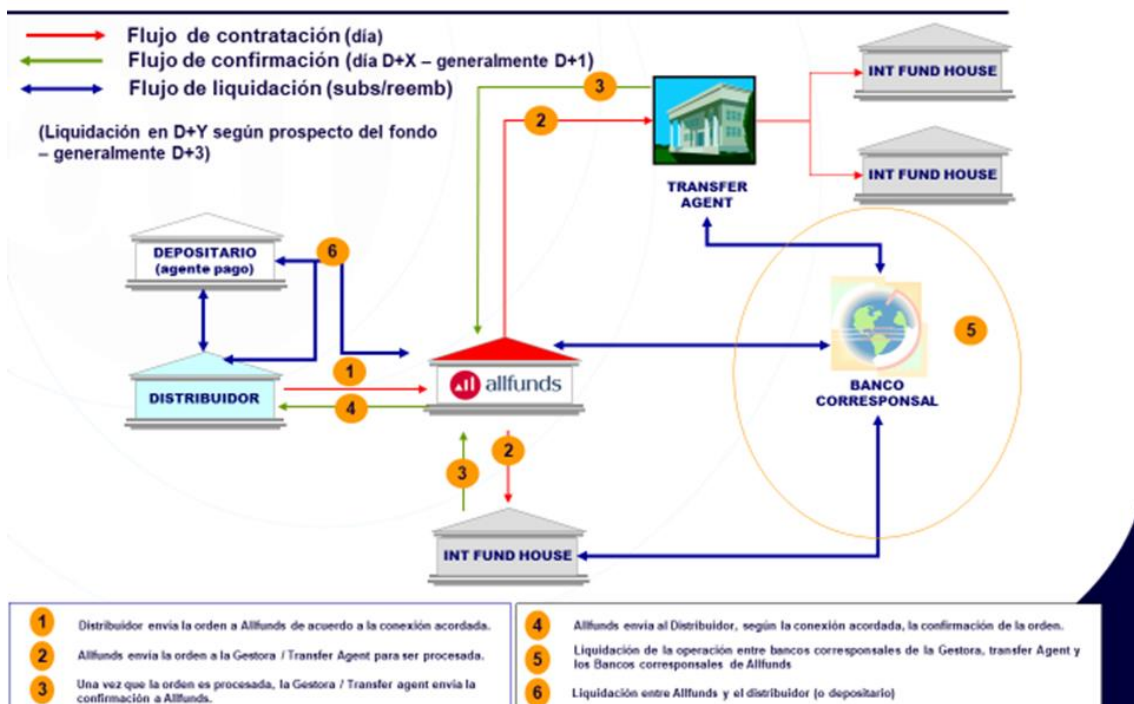 Flujo de contratación (día)
Flujo de confirmación (día D+X – generalmente D+1)
Flujo de liquidación (subs/reemb)
(Liquidación en D+Y según prospecto del fondo
– generalmente D+3)
3
2
INT FUND HOUSE
INT FUND HOUSE
TRANSFER
AGENT
DEPOSITARIO
(agente pago)
6
5
1
allfunds
DISTRIBUIDOR
4
BANCO
CORRESPONSAL
3
2
INT FUND HOUSE
1 Distribuidor envía la orden a Allfunds de acuerdo a la conexión acordada.
2 Allfunds envía la orden a la Gestora / Transfer Agent para ser procesada.
3 Una vez que la orden es procesada, la Gestora / Transfer agent envía la
confirmación a Allfunds.
4 Allfunds envía al Distribuidor, según la conexión acordada, la confirmación de la orden.
5 Liquidación de la operación entre bancos corresponsales de la Gestora, transfer Agent y
los Bancos corresponsales de Allfunds
6 Liquidación entre Allfunds y el distribuidor (o depositario)